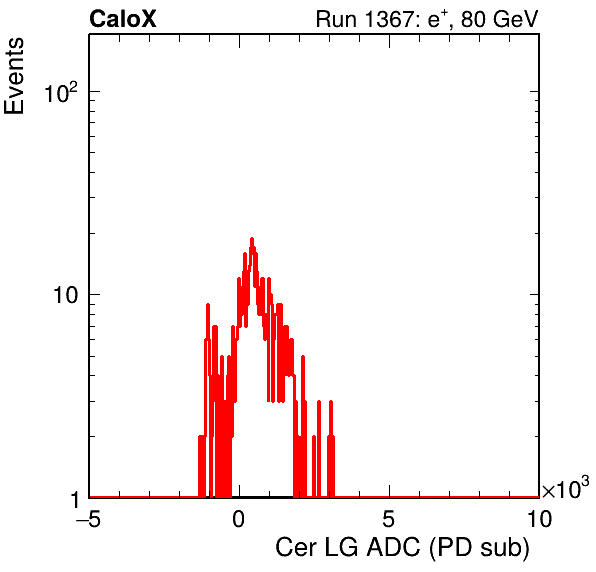 CaloX Run 1367: e⁺, 80 GeV
Events
10²
10
1
−5 0 5 10
×10³
Cer LG ADC (PD sub)